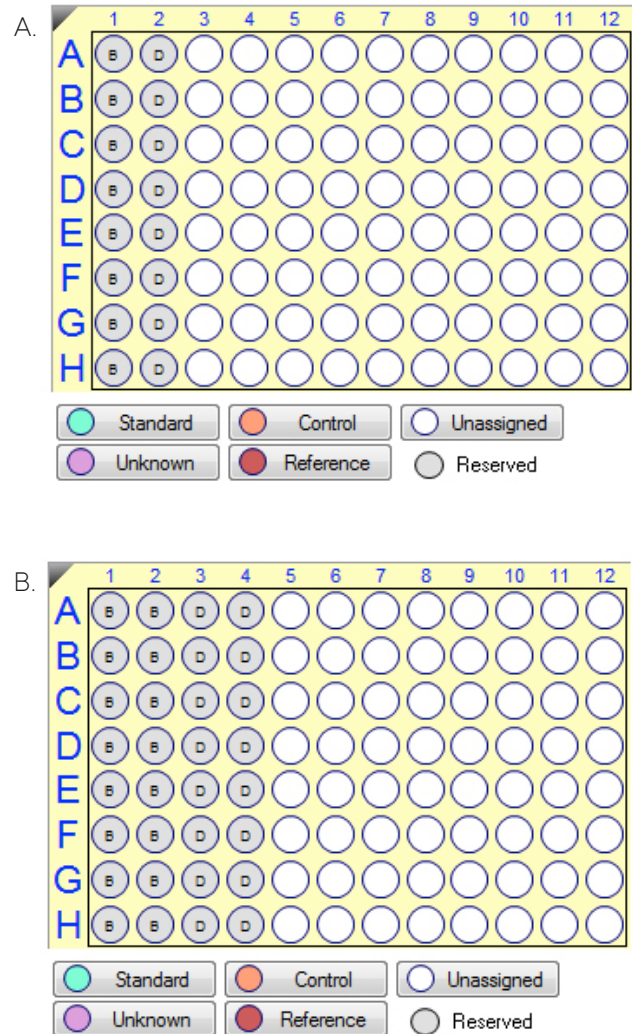 A.
1 2 3 4 5 6 7 8 9 10 11 12
A B D
B B D
C B D
D B D
E B D
F B D
G B D
H B D
Standard Control Unassigned
Unknown Reference Reserved
B.
1 2 3 4 5 6 7 8 9 10 11 12
A B B D D
B B B D D
C B B D D
D B B D D
E B B D D
F B B D D
G B B D D
H B B D D
Standard Control Unassigned
Unknown Reference Reserved